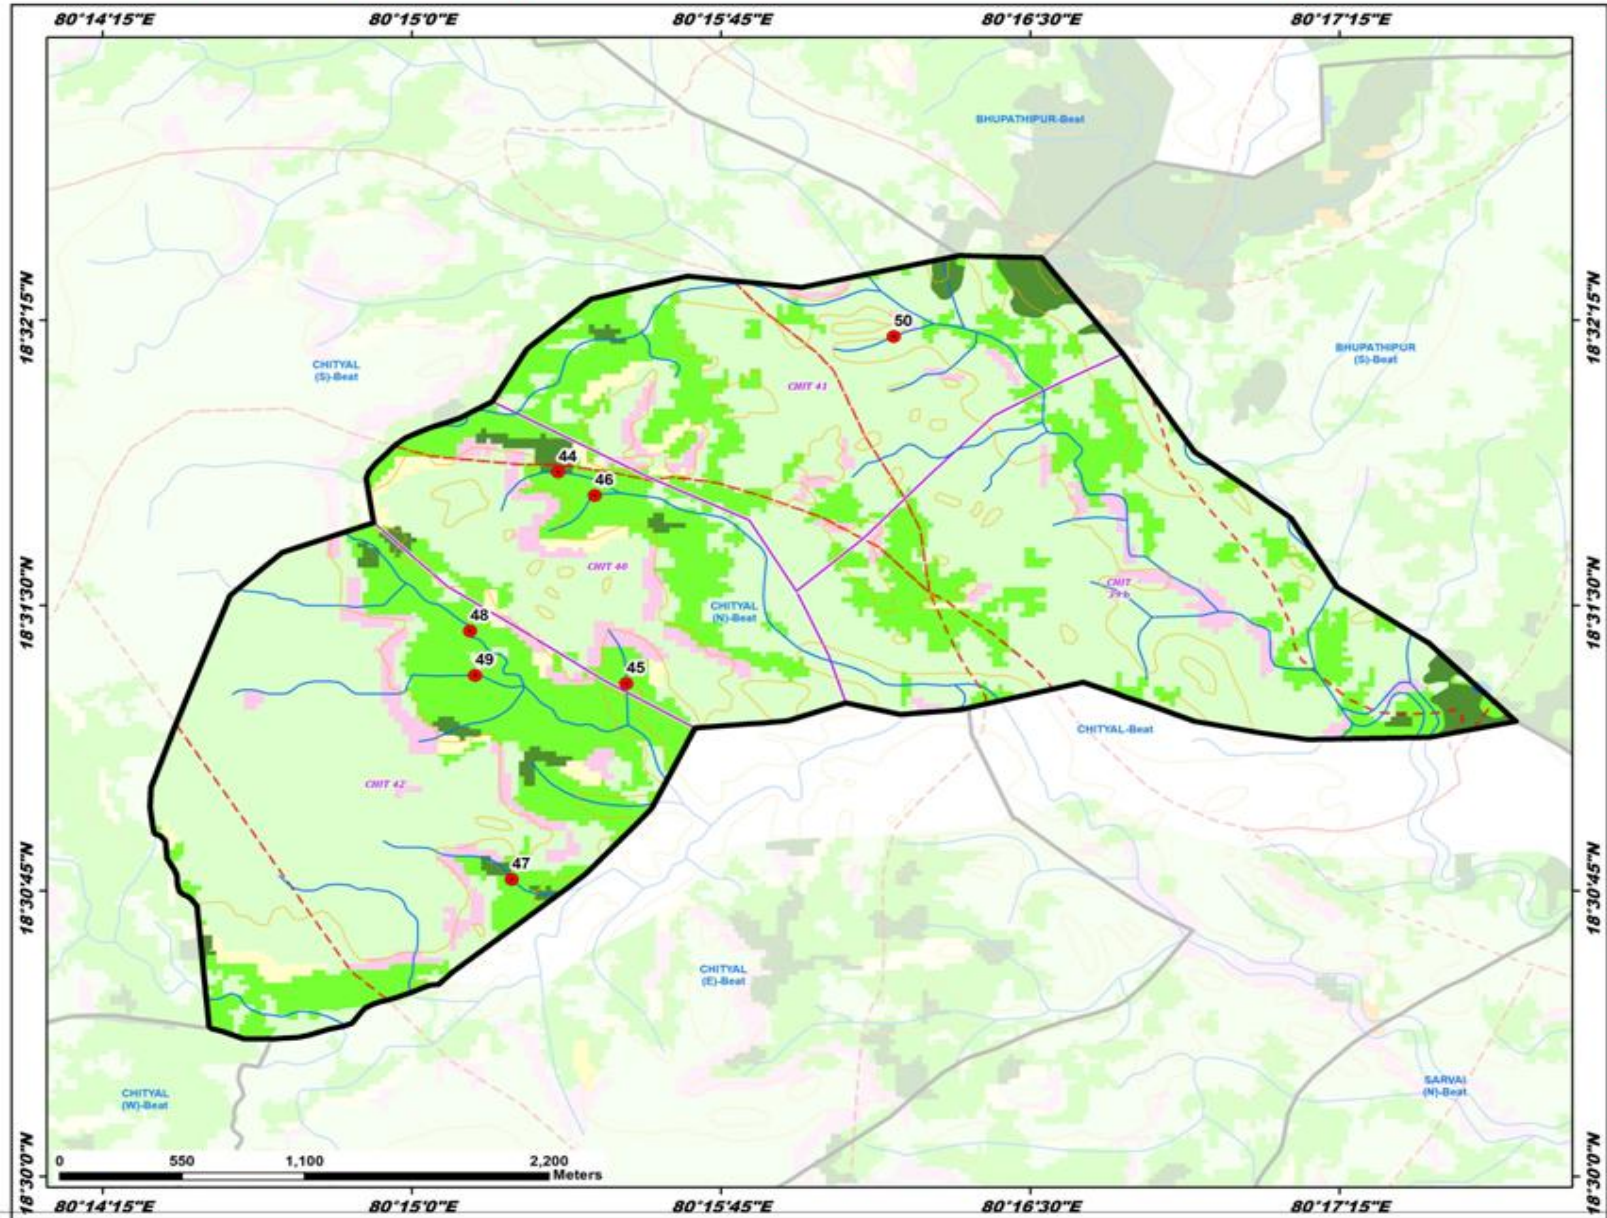 80°14'15"E 80°15'0"E 80°15'45"E 80°16'30"E 80°17'15"E
BHUPATHIPUR-Beat
18°32'15"N
18°32'15"N
50
BHUPATHIPUR
(S)-Beat
CHITYAL
(S)-Beat
CHIT 41
44
46
CHIT 40
CHIT
18°31'30"N
18°31'30"N
CHITYAL
(N)-Beat
48
49
45
CHITYAL-Beat
CHIT 42
47
18°30'45"N
18°30'45"N
CHITYAL
(E)-Beat
CHITYAL
(W)-Beat
SARVAI
(N)-Beat
0 550 1,100 2,200
Meters
18°30'0"N
18°30'0"N
80°14'15"E 80°15'0"E 80°15'45"E 80°16'30"E 80°17'15"E